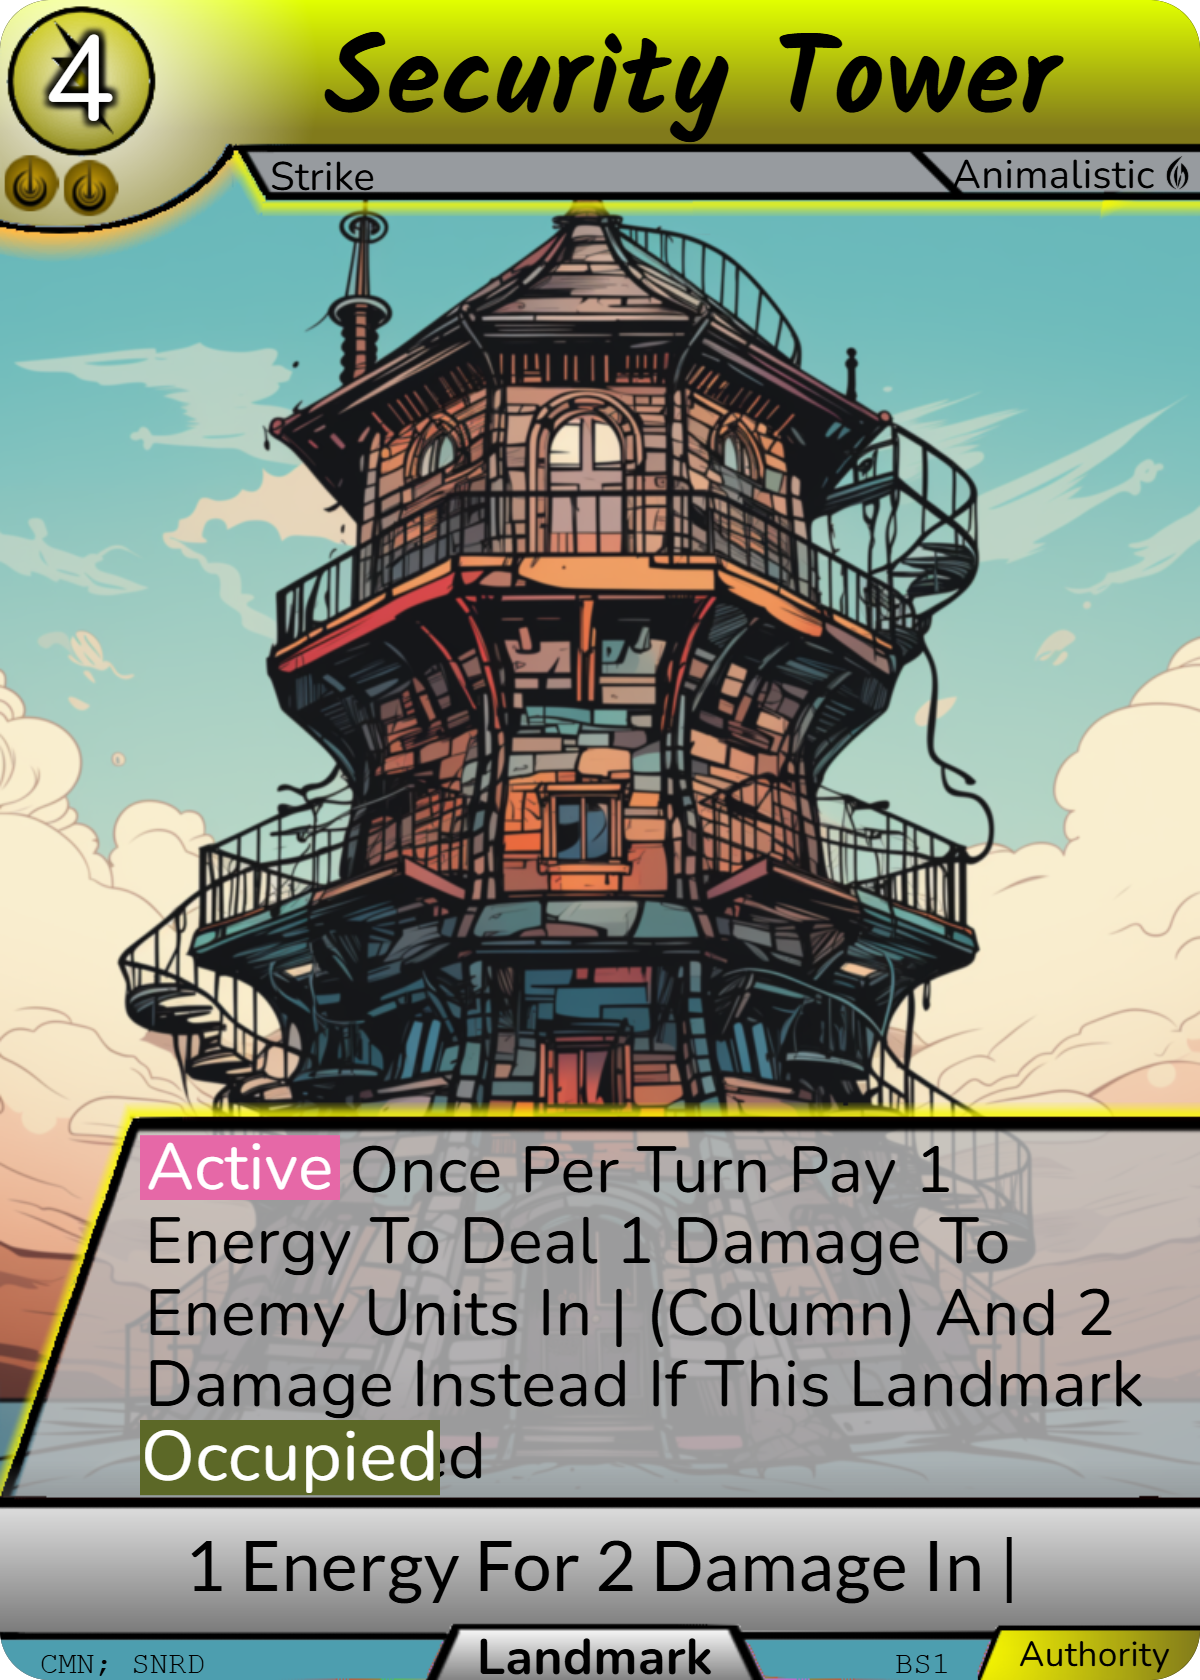 4
Security Tower
Strike
Animalistic
Active Once Per Turn Pay 1
Energy To Deal 1 Damage To
Enemy Units In | (Column) And 2
Damage Instead If This Landmark
Occupied ed
1 Energy For 2 Damage In |
CMN; SNRD
Landmark
BS1
Authority